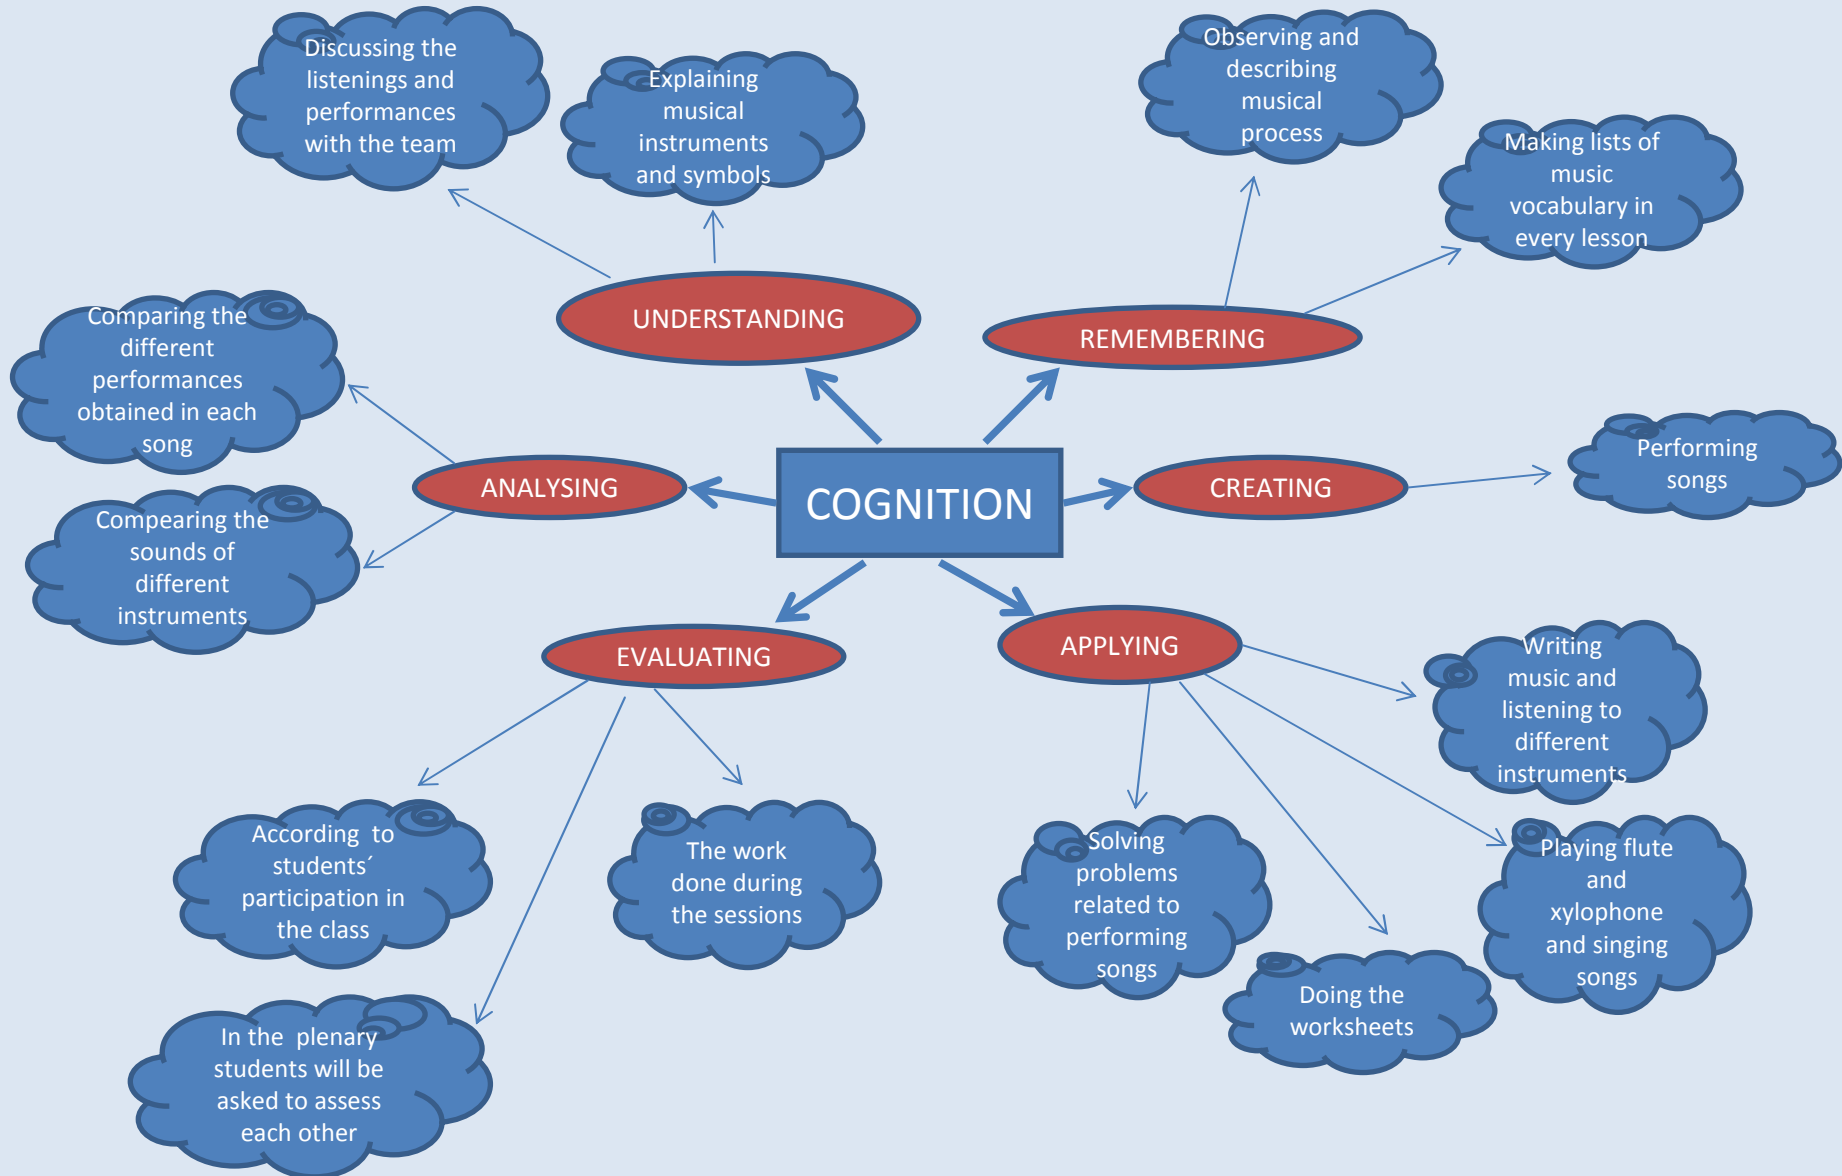 Discussing the
listenings and
performances
with the team
Explaining
musical
instruments
and symbols
Observing and
describing
musical
process
Making lists of
music
vocabulary in
every lesson
UNDERSTANDING
REMEMBERING
Comparing the
different
performances
obtained in each
song
ANALYSING
COGNITION
CREATING
Performing
songs
Compearing the
sounds of
different
instruments
EVALUATING
APPLYING
Writing
music and
listening to
different
instruments
According  to
students´
participation in
the class
The work
done during
the sessions
Solving
problems
related to
performing
songs
Playing flute
and
xylophone
and singing
songs
In the  plenary
students will be
asked to assess
each other
Doing the
worksheets